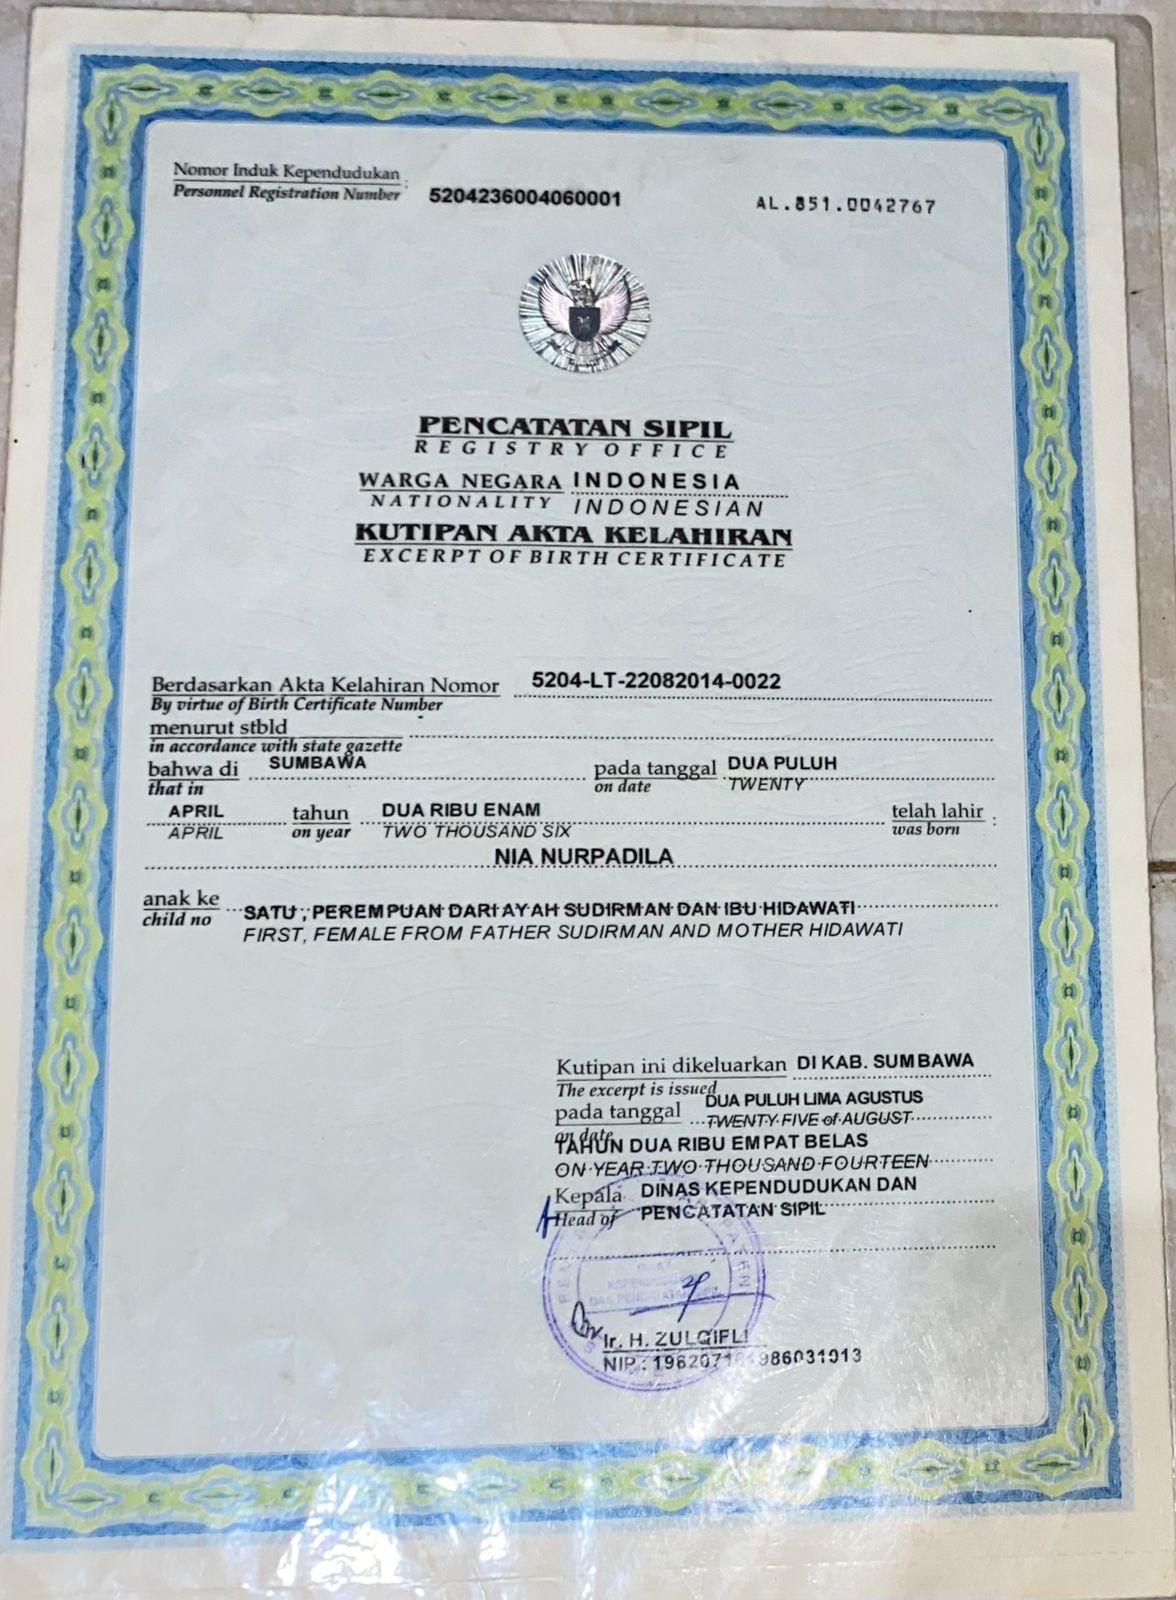 Nomor Induk Kependudukan :
Personnel Registration Number
5204236004060001
AL.851.0042767
PENCATATAN SIPIL
REGISTRY OFFICE
WARGA NEGARA INDONESIA
NATIONALITY INDONESIAN
KUTIPAN AKTA KELAHIRAN
EXCERPT OF BIRTH CERTIFICATE
Berdasarkan Akta Kelahiran Nomor 5204-LT-22082014-0022
By virtue of Birth Certificate Number
menurut stbld -
in accordance with state gazette
bahwa di SUMBAWA pada tanggal DUA PULUH
that in on date TWENTY
APRIL tahun DUA RIBU ENAM telah lahir :
APRIL on year TWO THOUSAND SIX was born
NIA NURPADILA
anak ke SATU , PEREMPUAN DARI AYAH SUDIRMAN DAN IBU HIDAWATI
child no FIRST, FEMALE FROM FATHER SUDIRMAN AND MOTHER HIDAWATI
Kutipan ini dikeluarkan DI KAB. SUMBAWA
The excerpt is issued
pada tanggal DUA PULUH LIMA AGUSTUS
on date TWENTY FIVE of AUGUST
TAHUN DUA RIBU EMPAT BELAS
ON YEAR TWO THOUSAND FOURTEEN
Kepala DINAS KEPENDUDUKAN DAN
Head of PENCATATAN SIPIL
Ir. H. ZULQIFLI
NIP :